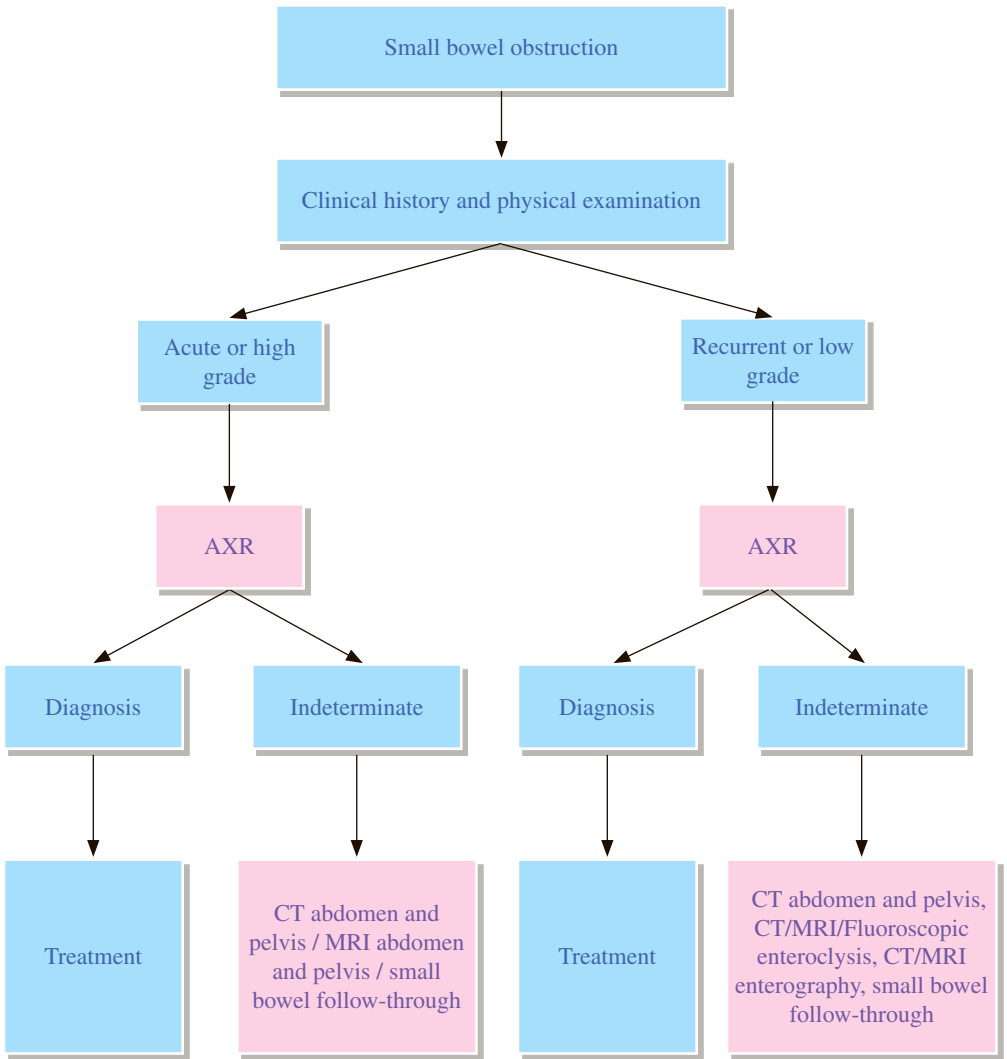 Small bowel obstruction
Clinical history and physical examination
Acute or high
grade
Recurrent or low
grade
AXR
AXR
Diagnosis
Indeterminate
Diagnosis
Indeterminate
Treatment
CT abdomen and
pelvis / MRI abdomen
and pelvis / small
bowel follow-through
Treatment
CT abdomen and pelvis,
CT/MRI/Fluoroscopic
enteroclysis, CT/MRI
enterography, small bowel
follow-through